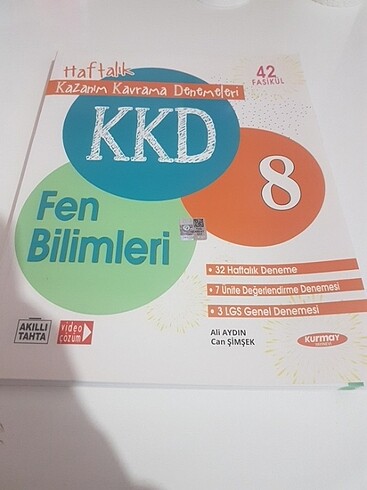 Haftalık
Kazanım Kavrama Denemeleri
42
FASİKÜL
KKD
8
Fen
Bilimleri
• 32 Haftalık Deneme
• 7 Ünite Değerlendirme Denemesi
• 3 LGS Genel Denemesi
AKILLI
TAHTA
video
çözüm
Ali AYDIN
Can ŞİMŞEK
kurmay